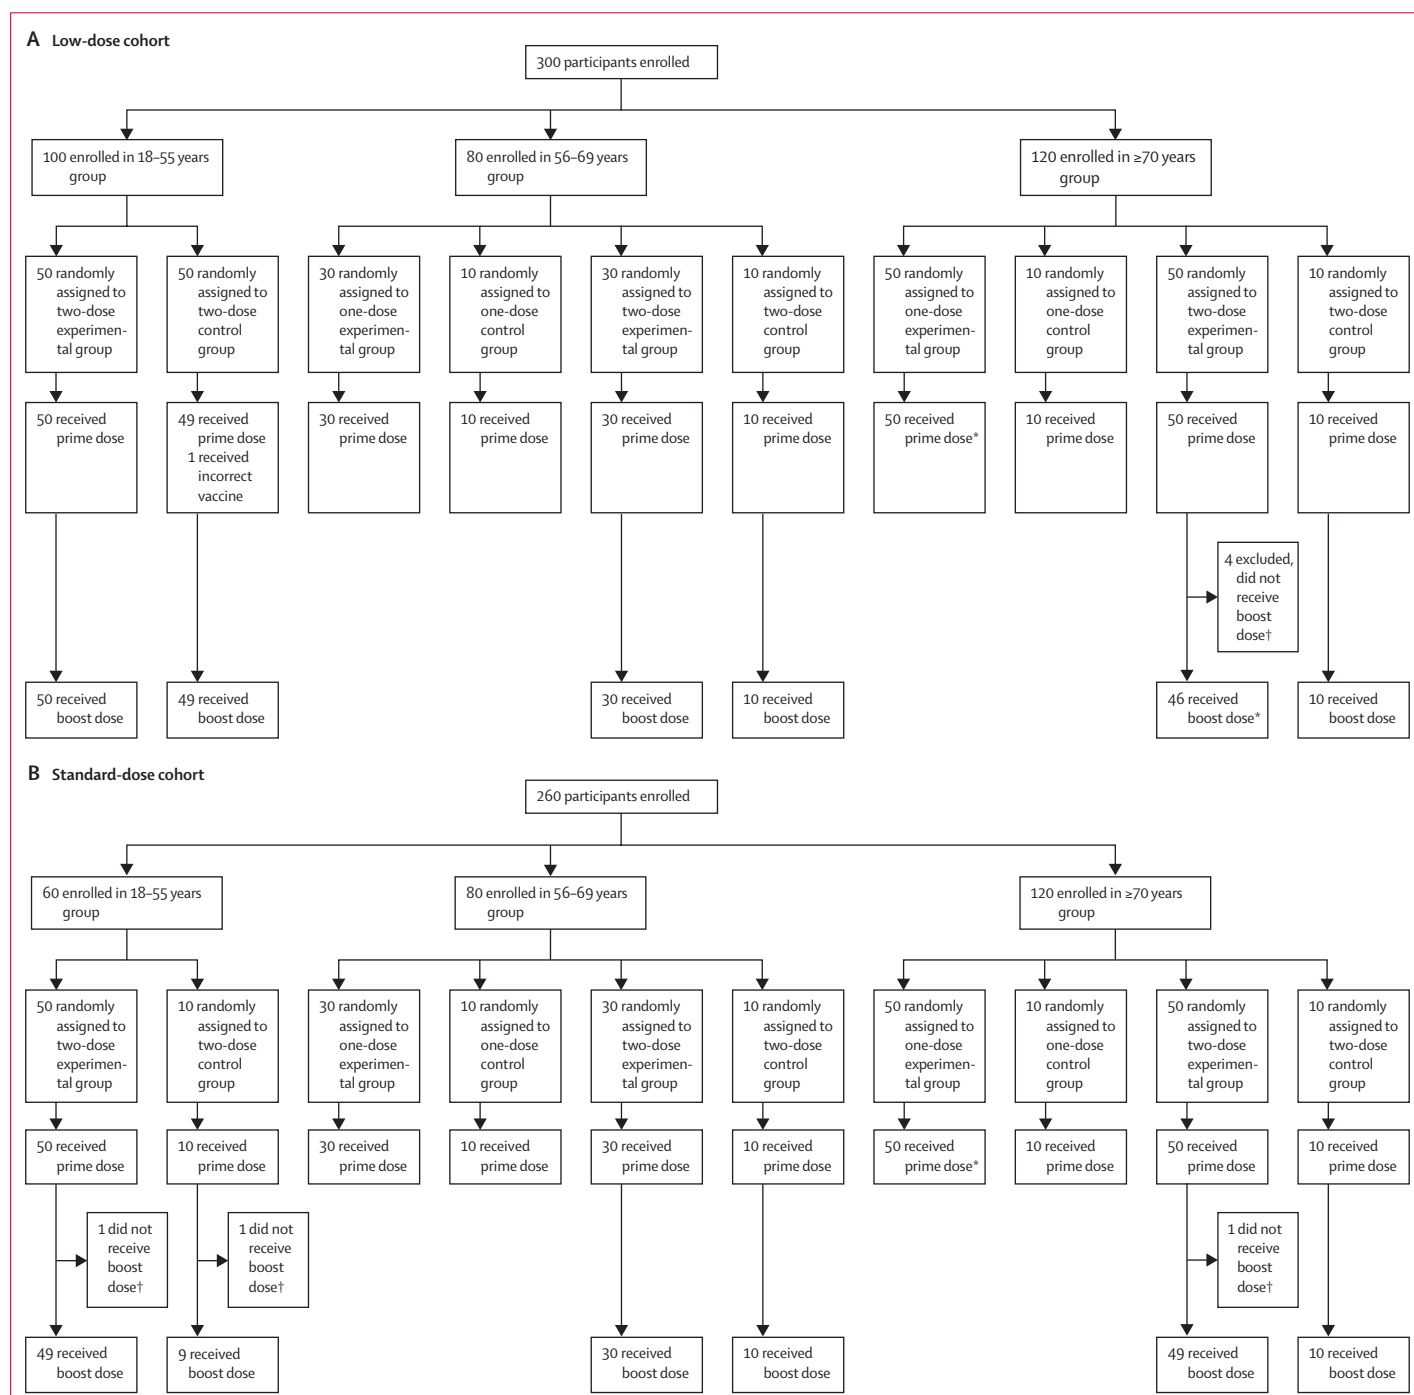 A Low-dose cohort
300 participants enrolled
100 enrolled in 18–55 years
group
80 enrolled in 56–69 years
group
120 enrolled in ≥70 years
group
50 randomly
assigned to
two-dose
experimen-
tal group
50 randomly
assigned to
two-dose
control
group
30 randomly
assigned to
one-dose
experimen-
tal group
10 randomly
assigned to
one-dose
control
group
30 randomly
assigned to
two-dose
experimen-
tal group
10 randomly
assigned to
two-dose
control
group
50 randomly
assigned to
one-dose
experimen-
tal group
10 randomly
assigned to
one-dose
control
group
50 randomly
assigned to
two-dose
experimen-
tal group
10 randomly
assigned to
two-dose
control
group
50 received
prime dose
49 received
prime dose
1 received
incorrect
vaccine
30 received
prime dose
10 received
prime dose
30 received
prime dose
10 received
prime dose
50 received
prime dose*
10 received
prime dose
50 received
prime dose
10 received
prime dose
4 excluded,
did not
receive
boost
dose†
50 received
boost dose
49 received
boost dose
30 received
boost dose
10 received
boost dose
46 received
boost dose*
10 received
boost dose
B Standard-dose cohort
260 participants enrolled
60 enrolled in 18–55 years
group
80 enrolled in 56–69 years
group
120 enrolled in ≥70 years
group
50 randomly
assigned to
two-dose
experimen-
tal group
10 randomly
assigned to
two-dose
control
group
30 randomly
assigned to
one-dose
experimen-
tal group
10 randomly
assigned to
one-dose
control
group
30 randomly
assigned to
two-dose
experimen-
tal group
10 randomly
assigned to
two-dose
control
group
50 randomly
assigned to
one-dose
experimen-
tal group
10 randomly
assigned to
one-dose
control
group
50 randomly
assigned to
two-dose
experimen-
tal group
10 randomly
assigned to
two-dose
control
group
50 received
prime dose
10 received
prime dose
30 received
prime dose
10 received
prime dose
30 received
prime dose
10 received
prime dose
50 received
prime dose*
10 received
prime dose
50 received
prime dose
10 received
prime dose
1 did not
receive
boost
dose†
1 did not
receive
boost
dose†
1 did not
receive
boost
dose†
49 received
boost dose
9 received
boost dose
30 received
boost dose
10 received
boost dose
49 received
boost dose
10 received
boost dose